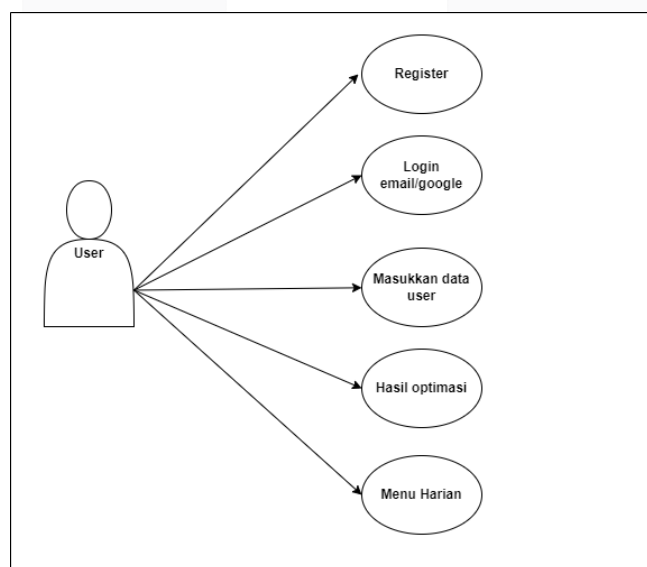 Register
Login
email/google
User
Masukkan data
user
Hasil optimasi
Menu Harian